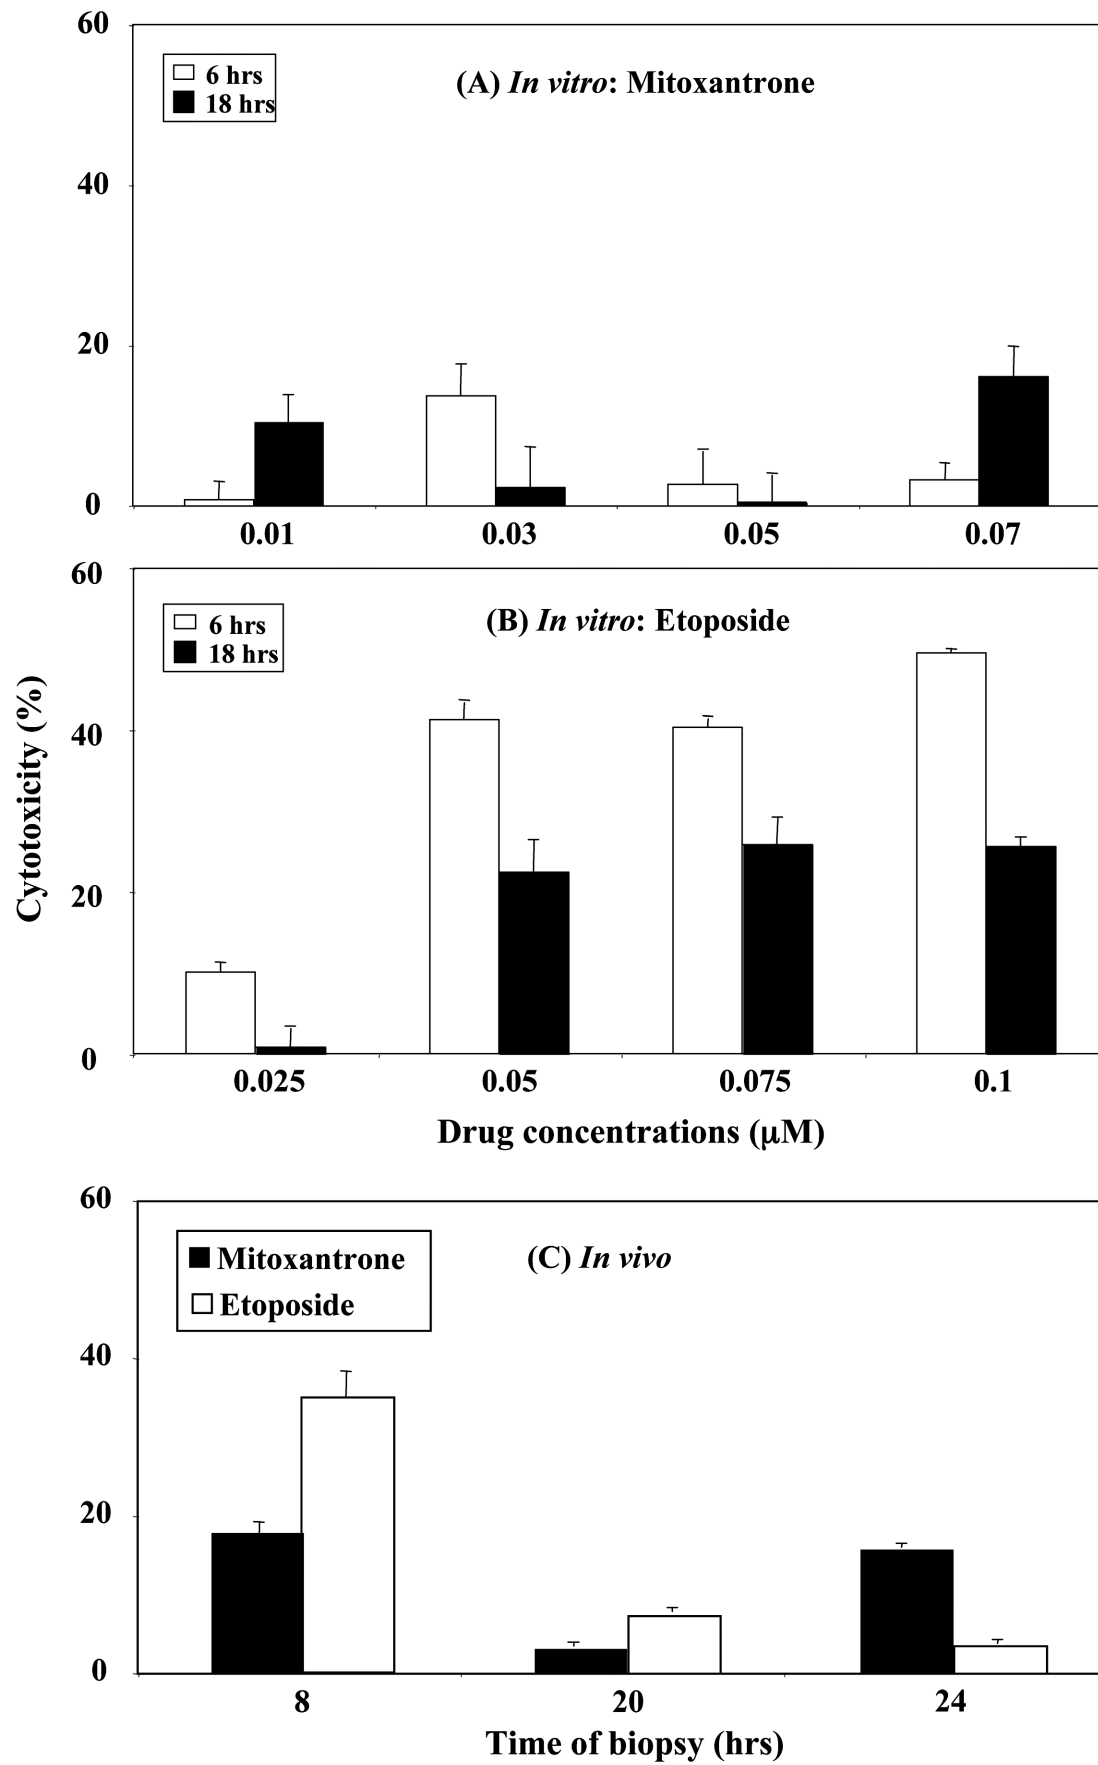 60
6 hrs
18 hrs
(A) In vitro: Mitoxantrone
40
20
0
0.01 0.03 0.05 0.07
60
6 hrs
18 hrs
(B) In vitro: Etoposide
Cytotoxicity (%)
40
20
0
0.025 0.05 0.075 0.1
Drug concentrations (μM)
60
Mitoxantrone
Etoposide
(C) In vivo
40
20
0
8 20 24
Time of biopsy (hrs)